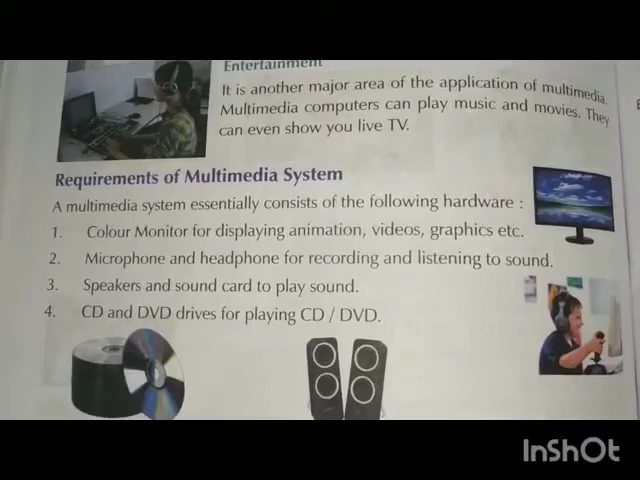 Entertainment
It is another major area of the application of multimedia.
Multimedia computers can play music and movies. They
can even show you live TV.
Requirements of Multimedia System
A multimedia system essentially consists of the following hardware :
1. Colour Monitor for displaying animation, videos, graphics etc.
2. Microphone and headphone for recording and listening to sound.
3. Speakers and sound card to play sound.
4. CD and DVD drives for playing CD / DVD.
InShOt